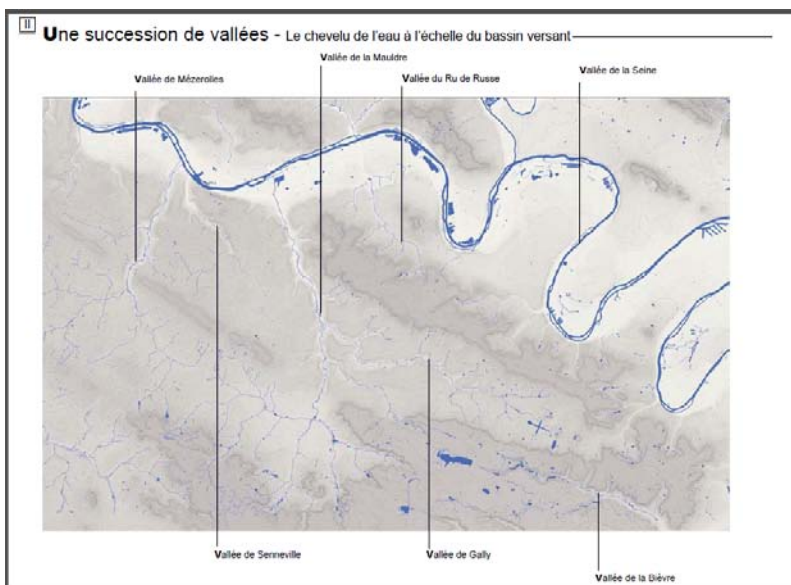 II
Une succession de vallées - Le chevelu de l'eau à l'échelle du bassin versant
Vallée de la Mauldre
Vallée de Mézerolles
Vallée du Ru de Russe
Vallée de la Seine
Vallée de Senneville
Vallée de Gally
Vallée de la Bièvre